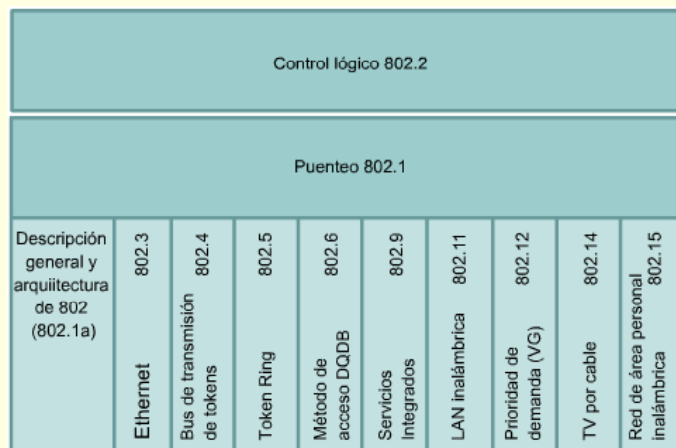 Control lógico 802.2
Puenteo 802.1
Descripción
general y
arquiitectura
de 802
(802.1a)
802.3
Ethernet
802.4
Bus de transmisión
de tokens
802.5
Token Ring
802.6
Método de
acceso DQDB
802.9
Servicios
Integrados
802.11
LAN inalámbrica
802.12
Prioridad de
demanda (VG)
802.14
TV por cable
802.15
Red de área personal
inalámbrica